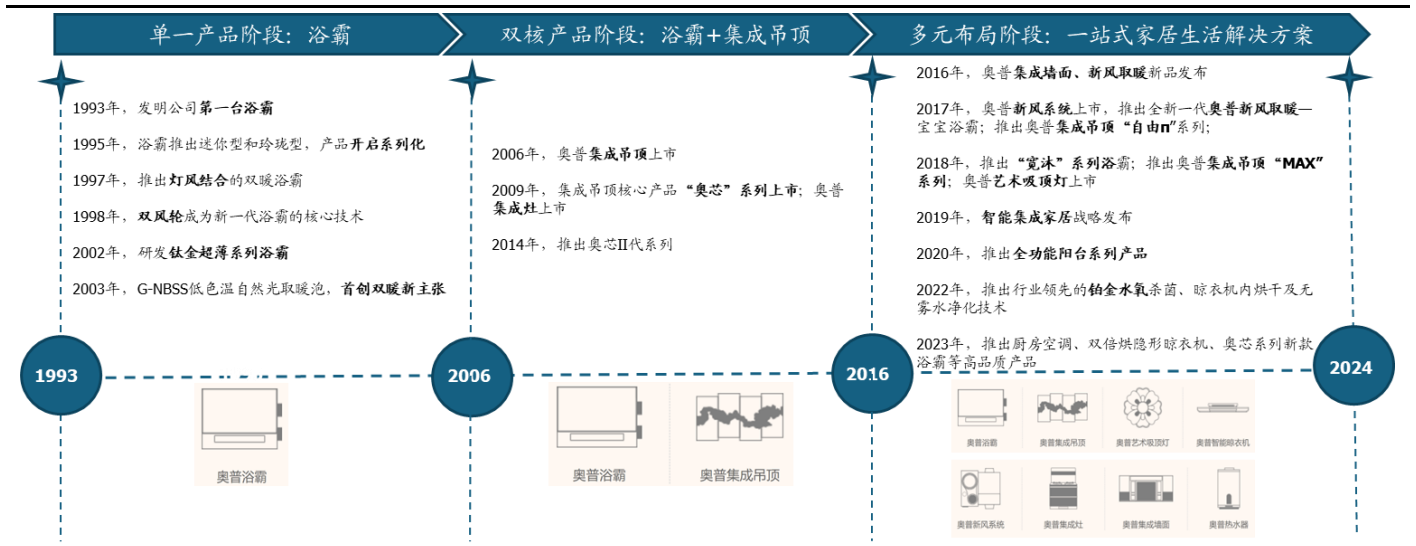 单一产品阶段：浴霸
双核产品阶段：浴霸+集成吊顶
多元布局阶段：一站式家居生活解决方案
1993年，发明公司第一台浴霸
1995年，浴霸推出迷你型和玲珑型，产品开启系列化
1997年，推出灯风结合的双暖浴霸
1998年，双风轮成为新一代浴霸的核心技术
2002年，研发钛金超薄系列浴霸
2003年，G-NBSS低色温自然光取暖泡，首创双暖新主张
2006年，奥普集成吊顶上市
2009年，集成吊顶核心产品“奥芯”系列上市；奥普
集成灶上市
2014年，推出奥芯II代系列
2016年，奥普集成墙面、新风取暖新品发布
2017年，奥普新风系统上市，推出全新一代奥普新风取暖—
宝宝浴霸；推出奥普集成吊顶“自由π”系列；
2018年，推出“宽沐”系列浴霸；推出奥普集成吊顶“MAX”
系列；奥普艺术吸顶灯上市
2019年，智能集成家居战略发布
2020年，推出全功能阳台系列产品
2022年，推出行业领先的铂金水氧杀菌、晾衣机内烘干及无
雾水净化技术
2023年，推出厨房空调、双倍烘隐形晾衣机、奥芯系列新款
浴霸等高品质产品
1993
2006
2016
2024
奥普浴霸
奥普浴霸
奥普集成吊顶
奥普浴霸
奥普集成吊顶
奥普艺术吸顶灯
奥普智能晾衣机
奥普新风系统
奥普集成灶
奥普集成墙面
奥普热水器